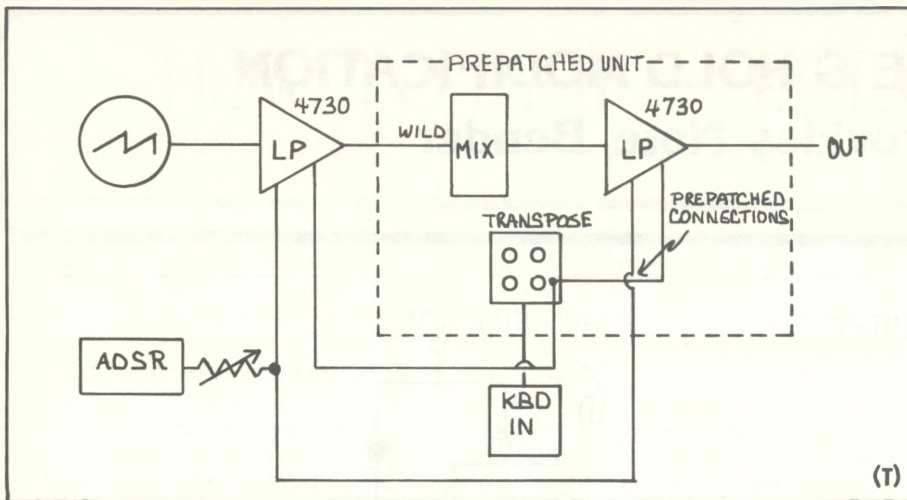 PREPATCHED UNIT
4730
4730
LP
WILD
MIX
LP
OUT
TRANSPOSE
PREPATCHED
CONNECTIONS
ADSR
KBD
IN
(T)